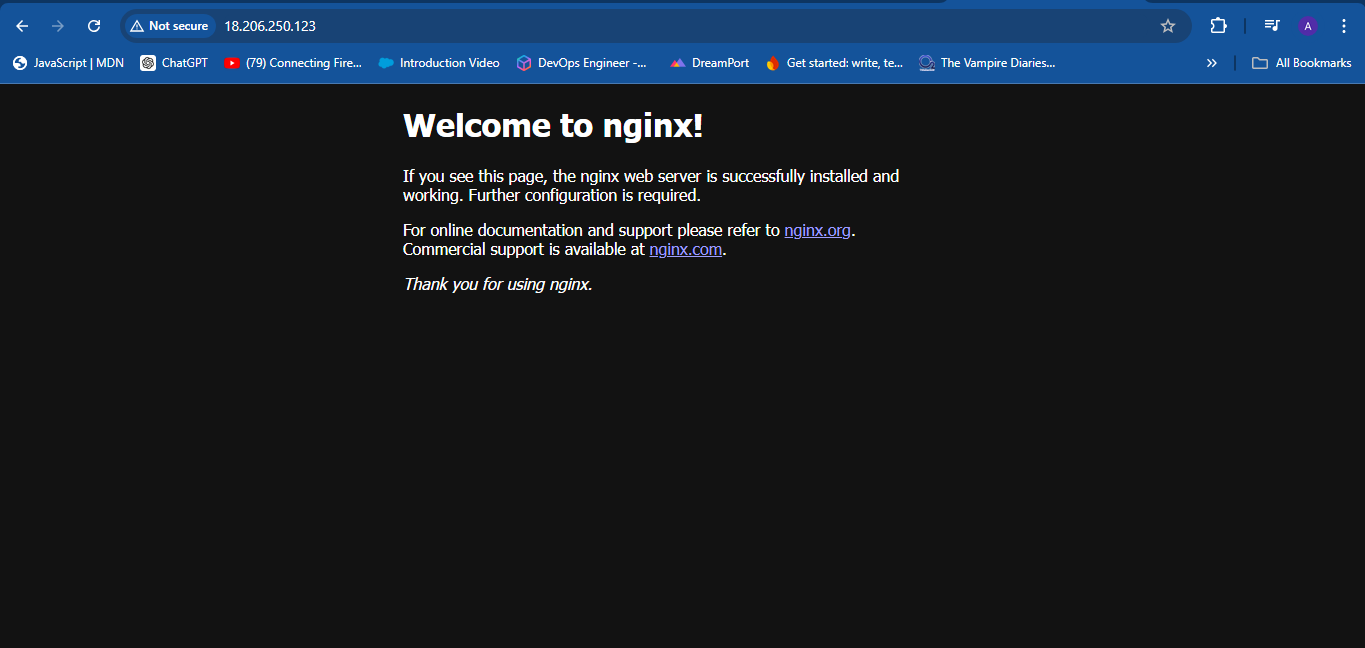 Not secure 18.206.250.123 A
JavaScript | MDN ChatGPT (79) Connecting Fire... Introduction Video DevOps Engineer -... DreamPort Get started: write, te... The Vampire Diaries... » All Bookmarks
Welcome to nginx!
If you see this page, the nginx web server is successfully installed and
working. Further configuration is required.
For online documentation and support please refer to nginx.org.
Commercial support is available at nginx.com.
Thank you for using nginx.